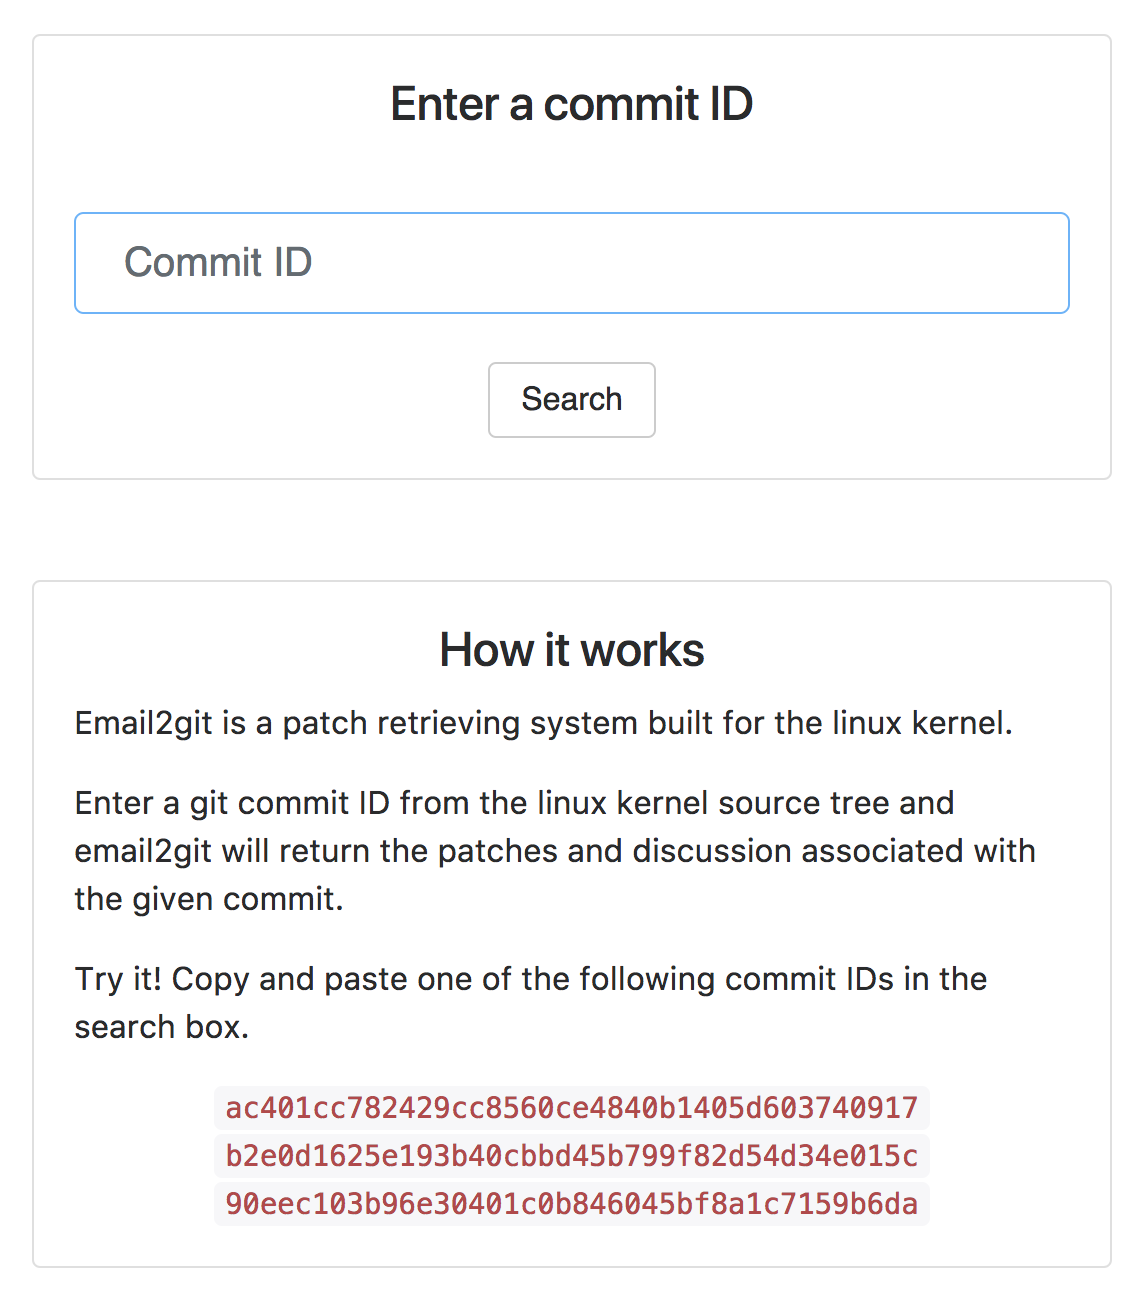 Enter a commit ID
Commit ID
Search
How it works
Email2git is a patch retrieving system built for the linux kernel.
Enter a git commit ID from the linux kernel source tree and
email2git will return the patches and discussion associated with
the given commit.
Try it! Copy and paste one of the following commit IDs in the
search box.
ac401cc782429cc8560ce4840b1405d603740917
b2e0d1625e193b40cbbd45b799f82d54d34e015c
90eec103b96e30401c0b846045bf8a1c7159b6da